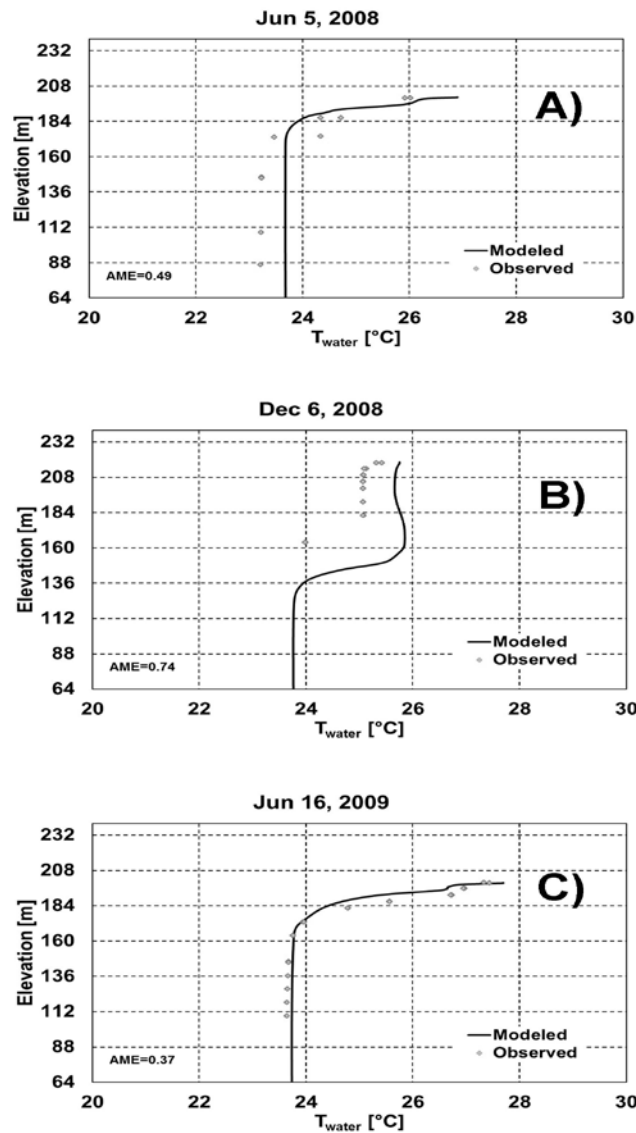 Jun 5, 2008
232
208
184
160
136
112
88
64
Elevation [m]
A)
Modeled
Observed
AME=0.49
20 22 24 26 28 30
Twater [°C]
Dec 6, 2008
232
208
184
160
136
112
88
64
Elevation [m]
B)
Modeled
Observed
AME=0.74
20 22 24 26 28 30
Twater [°C]
Jun 16, 2009
232
208
184
160
136
112
88
64
Elevation [m]
C)
Modeled
Observed
AME=0.37
20 22 24 26 28 30
Twater [°C]